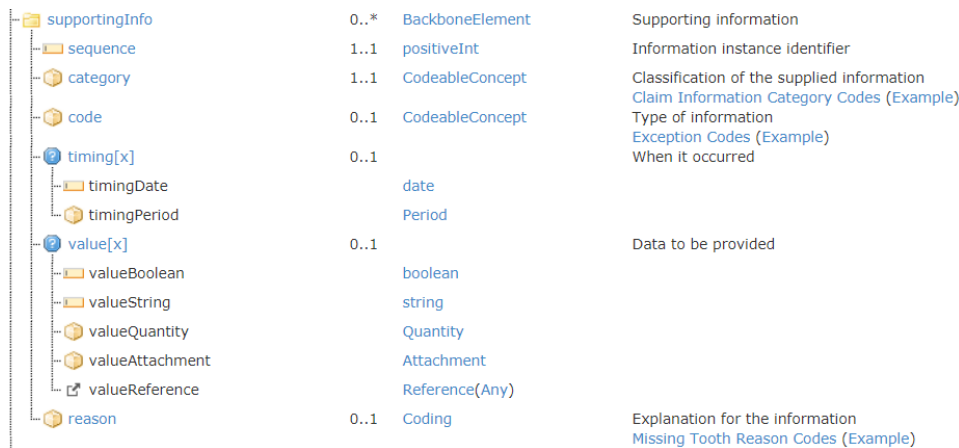 supportingInfo 0..* BackboneElement Supporting information
sequence 1..1 positiveInt Information instance identifier
category 1..1 CodeableConcept Classification of the supplied information
Claim Information Category Codes (Example)
code 0..1 CodeableConcept Type of information
Exception Codes (Example)
timing[x] 0..1 When it occurred
timingDate date
timingPeriod Period
value[x] 0..1 Data to be provided
valueBoolean boolean
valueString string
valueQuantity Quantity
valueAttachment Attachment
valueReference Reference(Any)
reason 0..1 Coding Explanation for the information
Missing Tooth Reason Codes (Example)